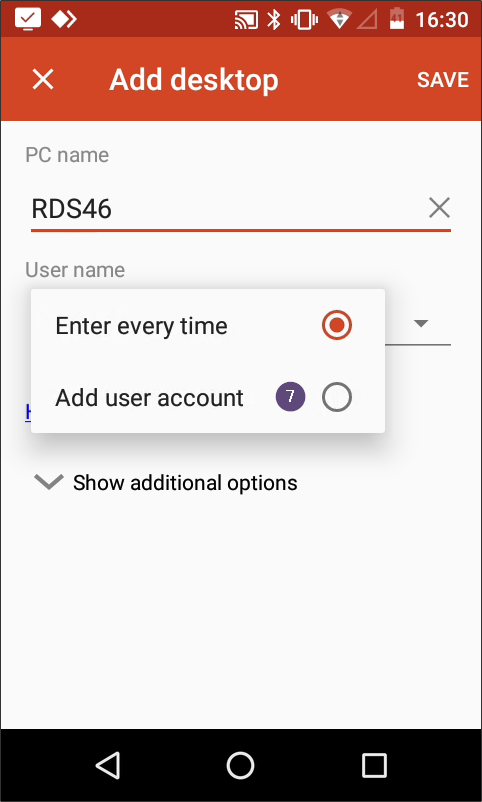 16:30
Add desktop
SAVE
PC name
RDS46
User name
Enter every time
Add user account 7
Show additional options